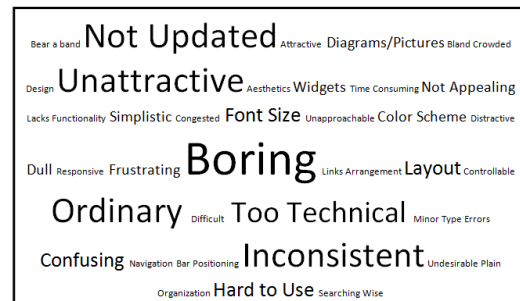 Bear a band Not Updated Attractive Diagrams/Pictures Bland Crowded
Design Unattractive Aesthetics Widgets Time Consuming Not Appealing
Lacks Functionality Simplistic Congested Font Size Unapproachable Color Scheme Distractive
Dull Responsive Frustrating Boring Links Arrangement Layout Controllable
Ordinary Difficult Too Technical Minor Type Errors
Confusing Navigation Bar Positioning Inconsistent Undesirable Plain
Organization Hard to Use Searching Wise